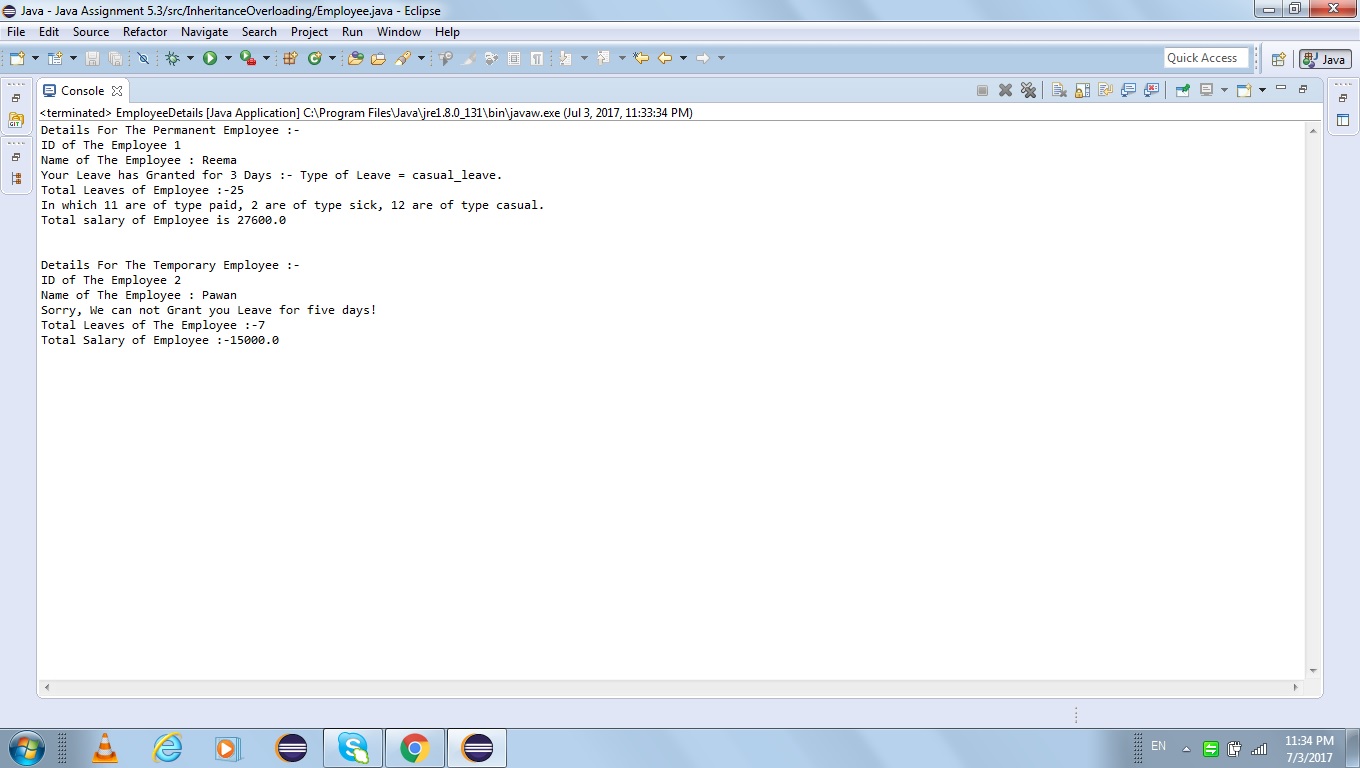 Java - Java Assignment 5.3/src/InheritanceOverloading/Employee.java - Eclipse
File Edit Source Refactor Navigate Search Project Run Window Help
Quick Access
Java
Console
<terminated> EmployeeDetails [Java Application] C:\Program Files\Java\jre1.8.0_131\bin\javaw.exe (Jul 3, 2017, 11:33:34 PM)
Details For The Permanent Employee :-
ID of The Employee 1
Name of The Employee : Reema
Your Leave has Granted for 3 Days :- Type of Leave = casual_leave.
Total Leaves of Employee :-25
In which 11 are of type paid, 2 are of type sick, 12 are of type casual.
Total salary of Employee is 27600.0
Details For The Temporary Employee :-
ID of The Employee 2
Name of The Employee : Pawan
Sorry, We can not Grant you Leave for five days!
Total Leaves of The Employee :-7
Total Salary of Employee :-15000.0
EN
11:34 PM
7/3/2017